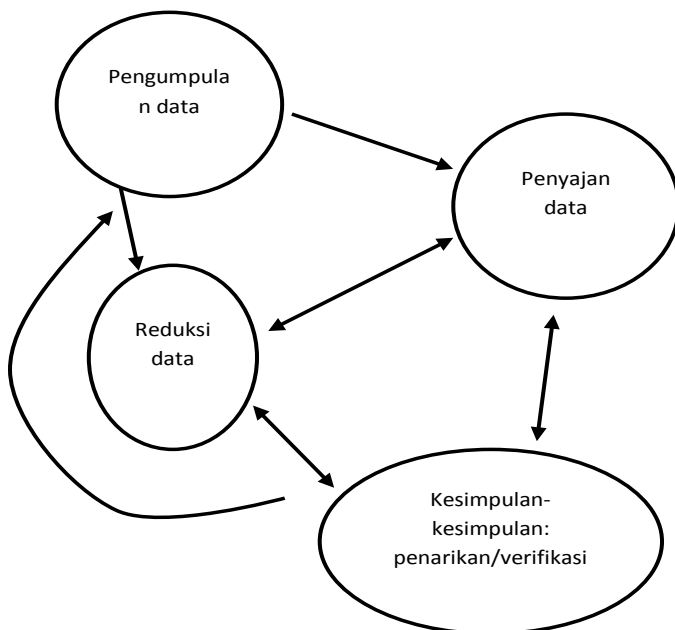 Pengumpula
n data
Penyajan
data
Reduksi
data
Kesimpulan-
kesimpulan:
penarikan/verifikasi